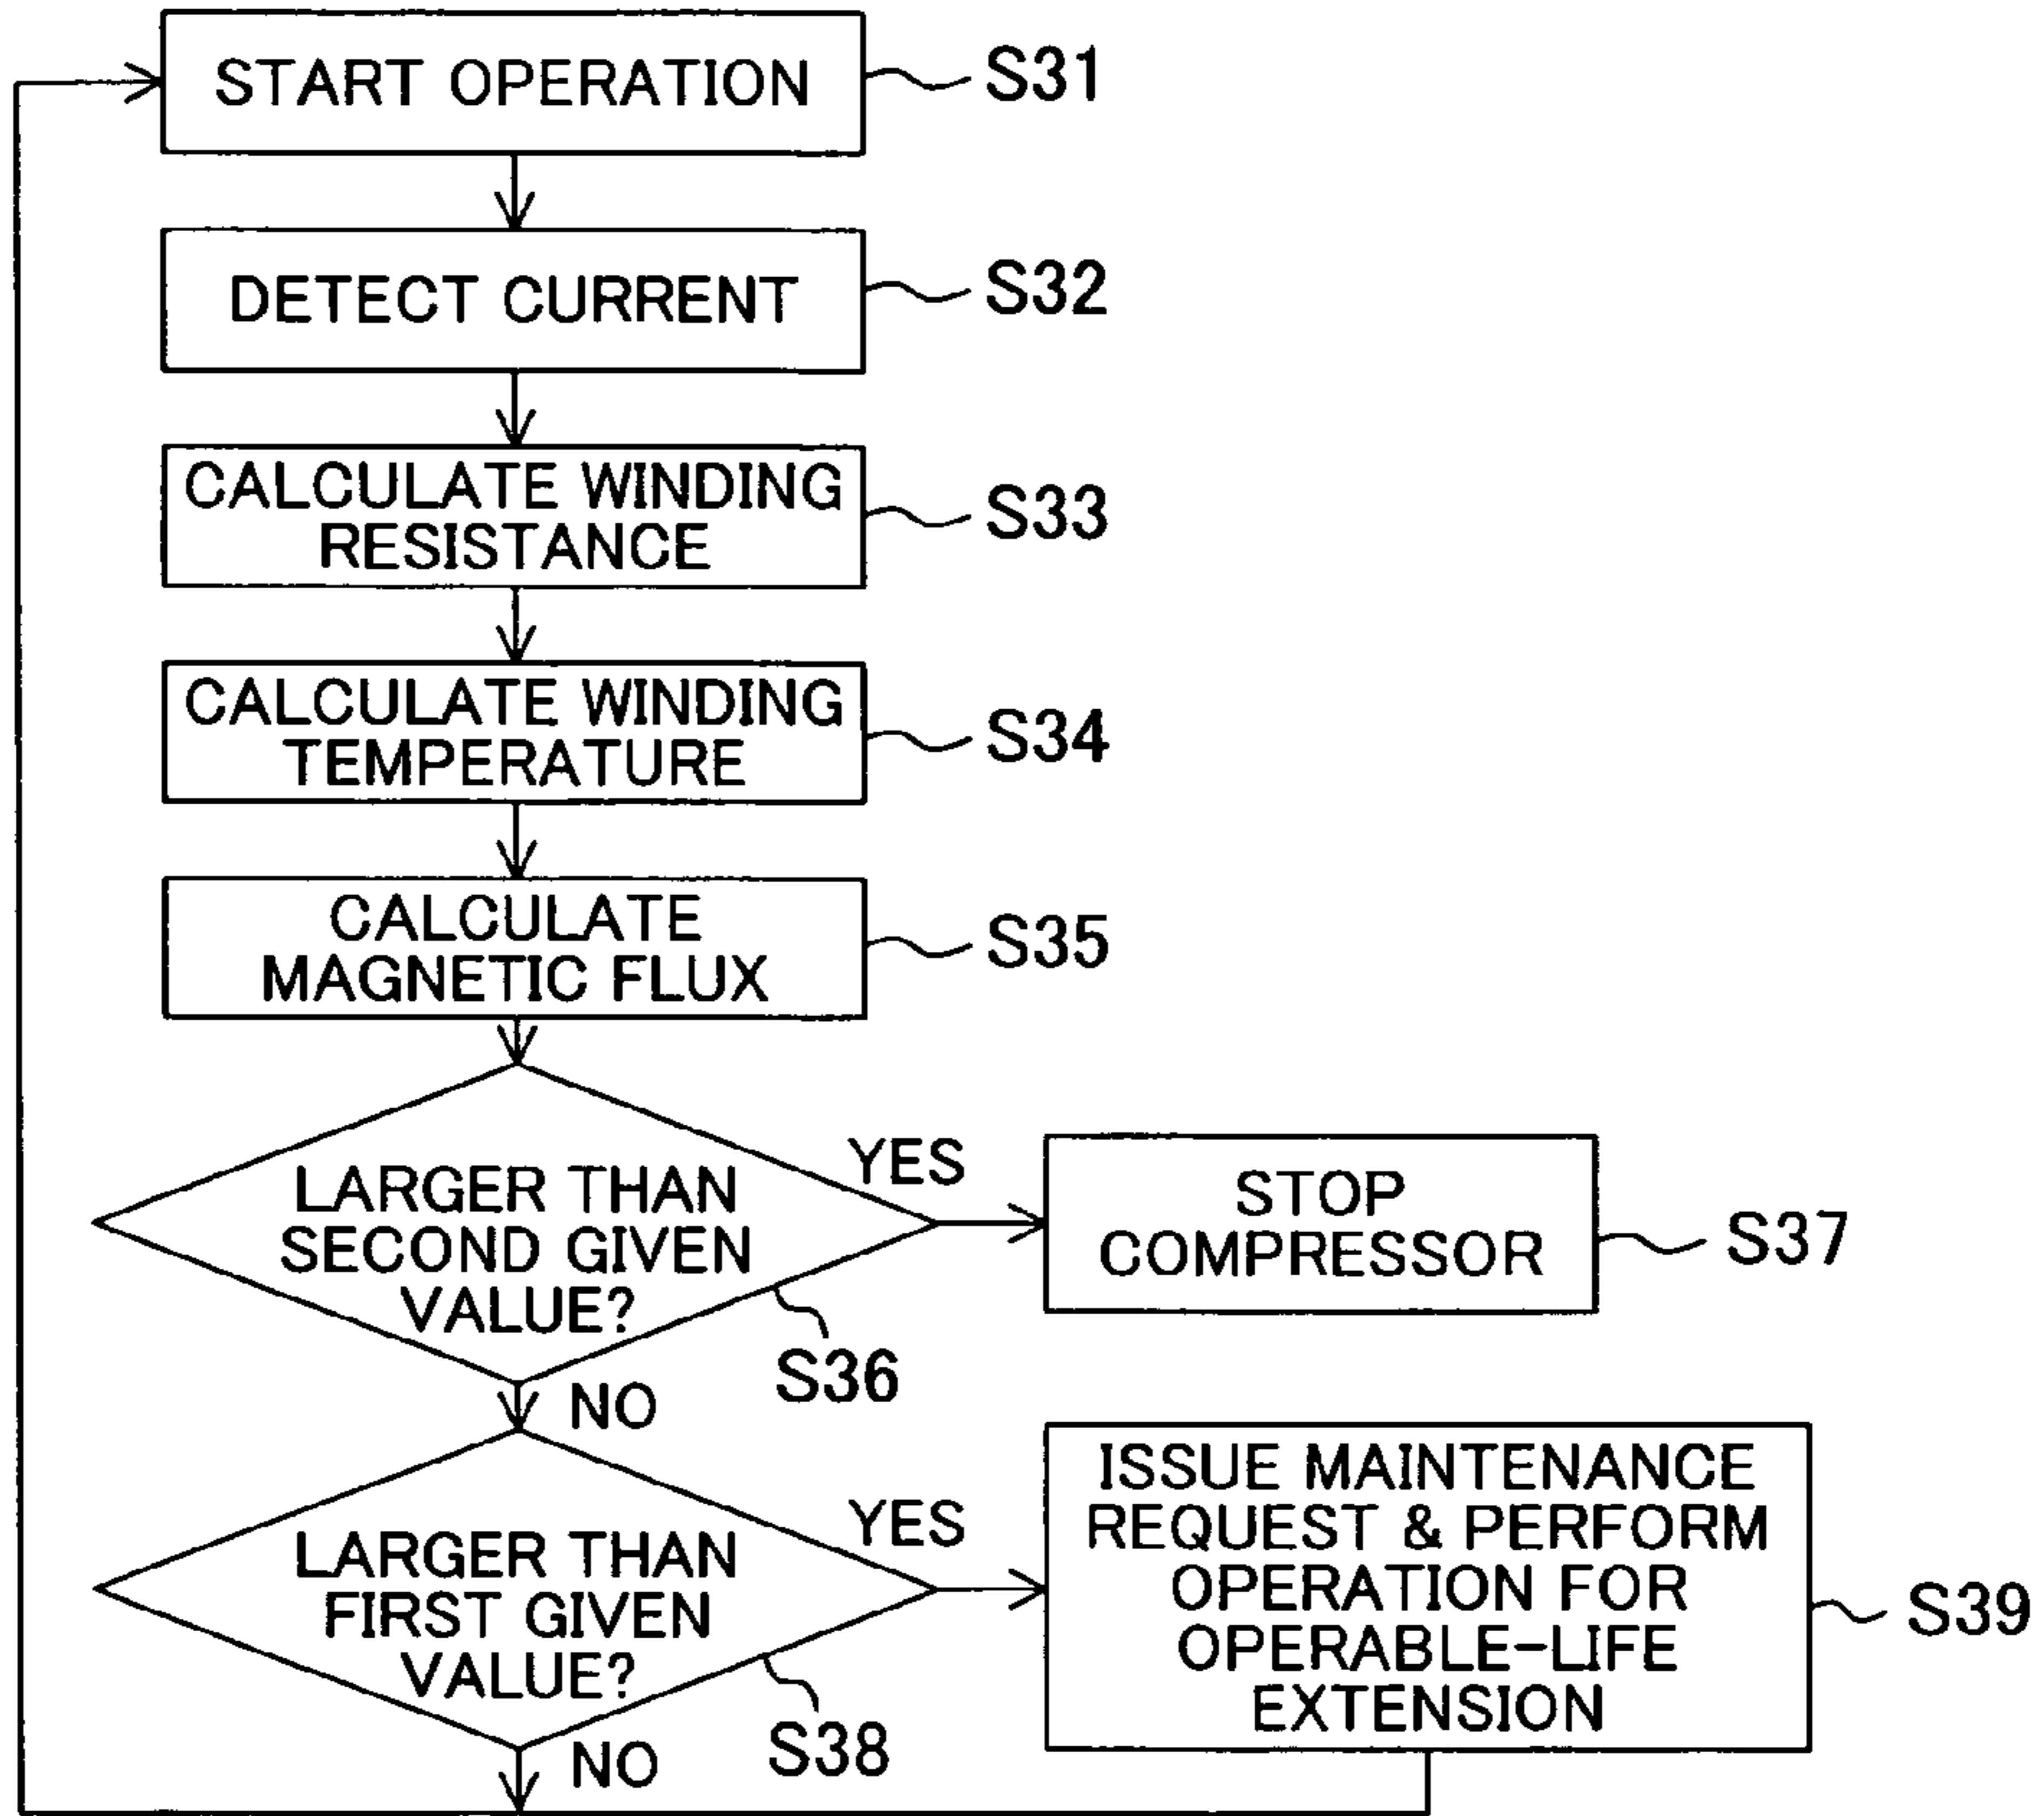 START OPERATION
S31
DETECT CURRENT
S32
CALCULATE WINDING
RESISTANCE
S33
CALCULATE WINDING
TEMPERATURE
S34
CALCULATE
MAGNETIC FLUX
S35
LARGER THAN
SECOND GIVEN
VALUE?
S36
YES
STOP
COMPRESSOR
S37
NO
LARGER THAN
FIRST GIVEN
VALUE?
S38
YES
ISSUE MAINTENANCE
REQUEST & PERFORM
OPERATION FOR
OPERABLE-LIFE
EXTENSION
S39
NO